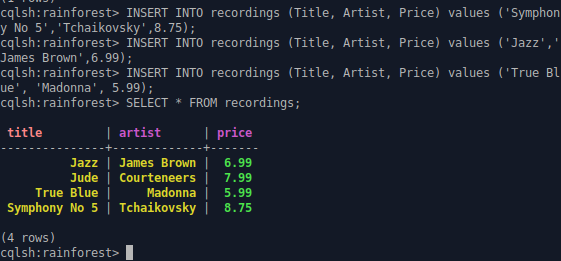 (1 rows)
cqlsh:rainforest> INSERT INTO recordings (Title, Artist, Price) values ('Symphon
y No 5','Tchaikovsky',8.75);
cqlsh:rainforest> INSERT INTO recordings (Title, Artist, Price) values ('Jazz','
James Brown',6.99);
cqlsh:rainforest> INSERT INTO recordings (Title, Artist, Price) values ('True Bl
ue', 'Madonna', 5.99);
cqlsh:rainforest> SELECT * FROM recordings;
 title         | artist      | price
---------------+-------------+-------
          Jazz | James Brown |  6.99
          Jude | Courteeners |  7.99
     True Blue |     Madonna |  5.99
 Symphony No 5 | Tchaikovsky |  8.75
(4 rows)
cqlsh:rainforest>